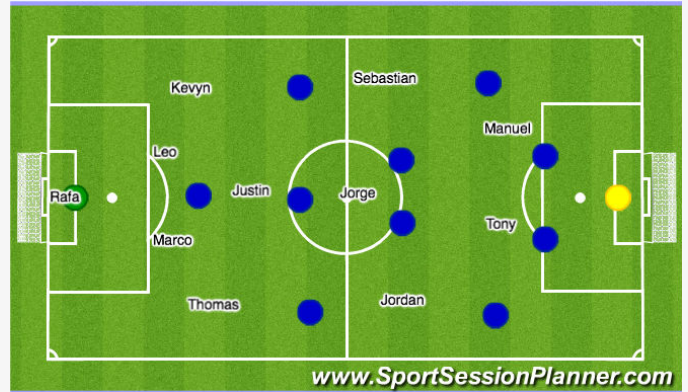 Sebastian
Kevyn
Manuel
Leo
Justin
Jorge
Rafa
Tony
Marco
Jordan
Thomas
www.SportSessionPlanner.com